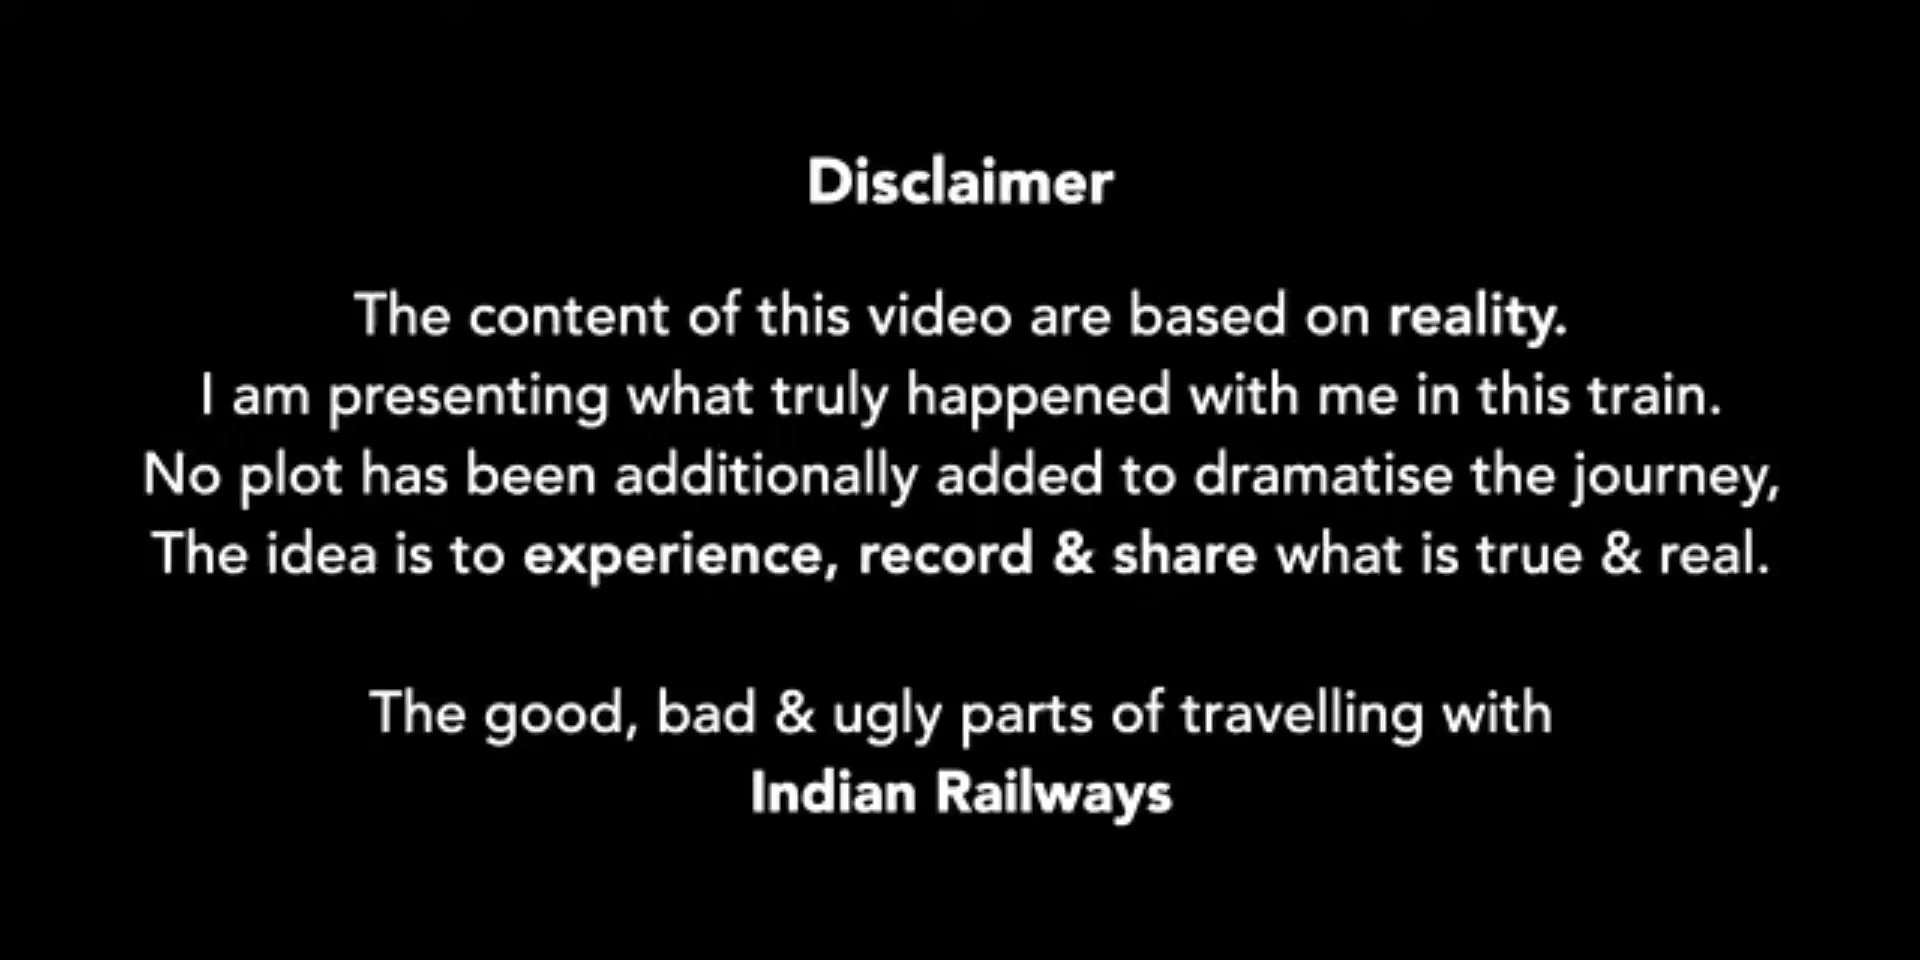 Disclaimer
The content of this video are based on reality.
I am presenting what truly happened with me in this train.
No plot has been additionally added to dramatise the journey,
The idea is to experience, record & share what is true & real.
The good, bad & ugly parts of travelling with
Indian Railways